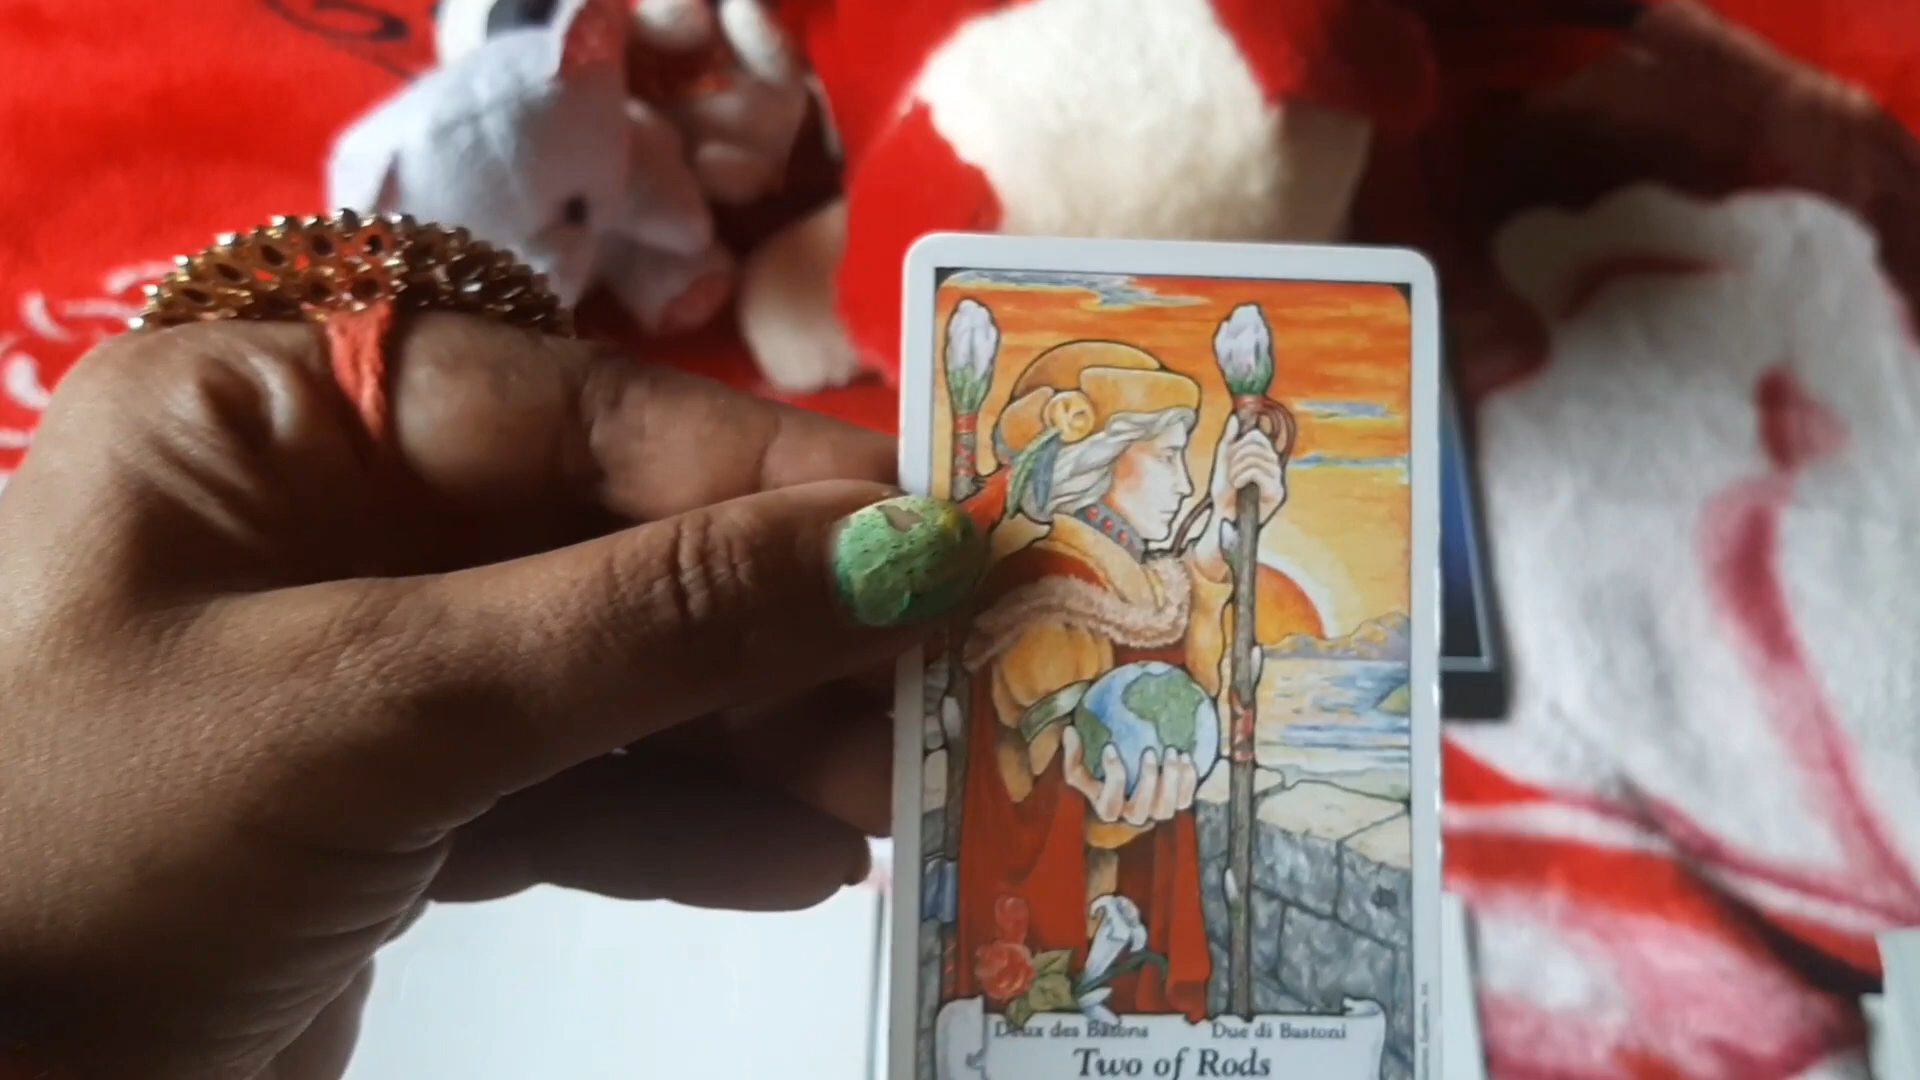 Deux des Bâtons Due di Bastoni
Two of Rods